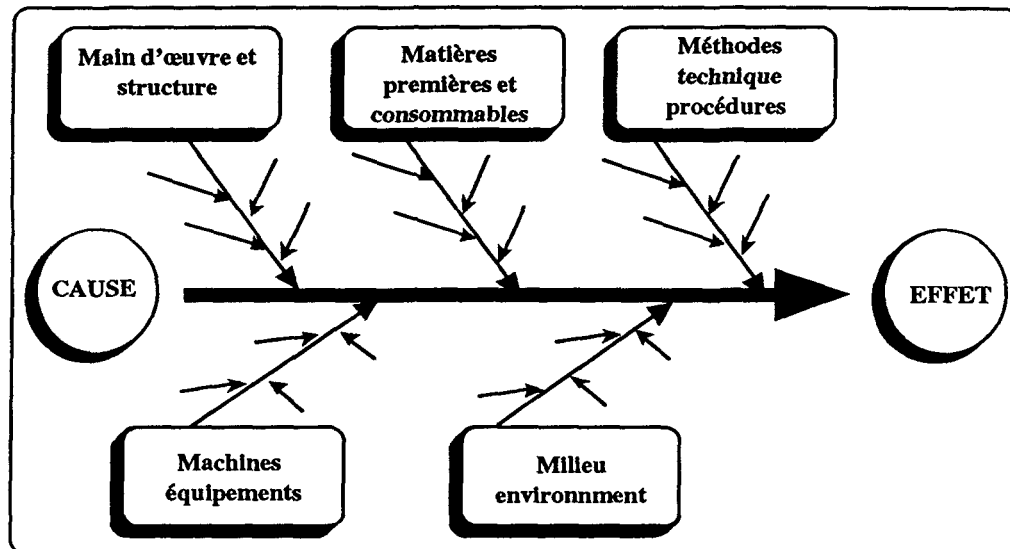 Main d'œuvre et
structure
Matières
premières et
consommables
Méthodes
technique
procédures
CAUSE
EFFET
Machines
équipements
Milieu
environnment